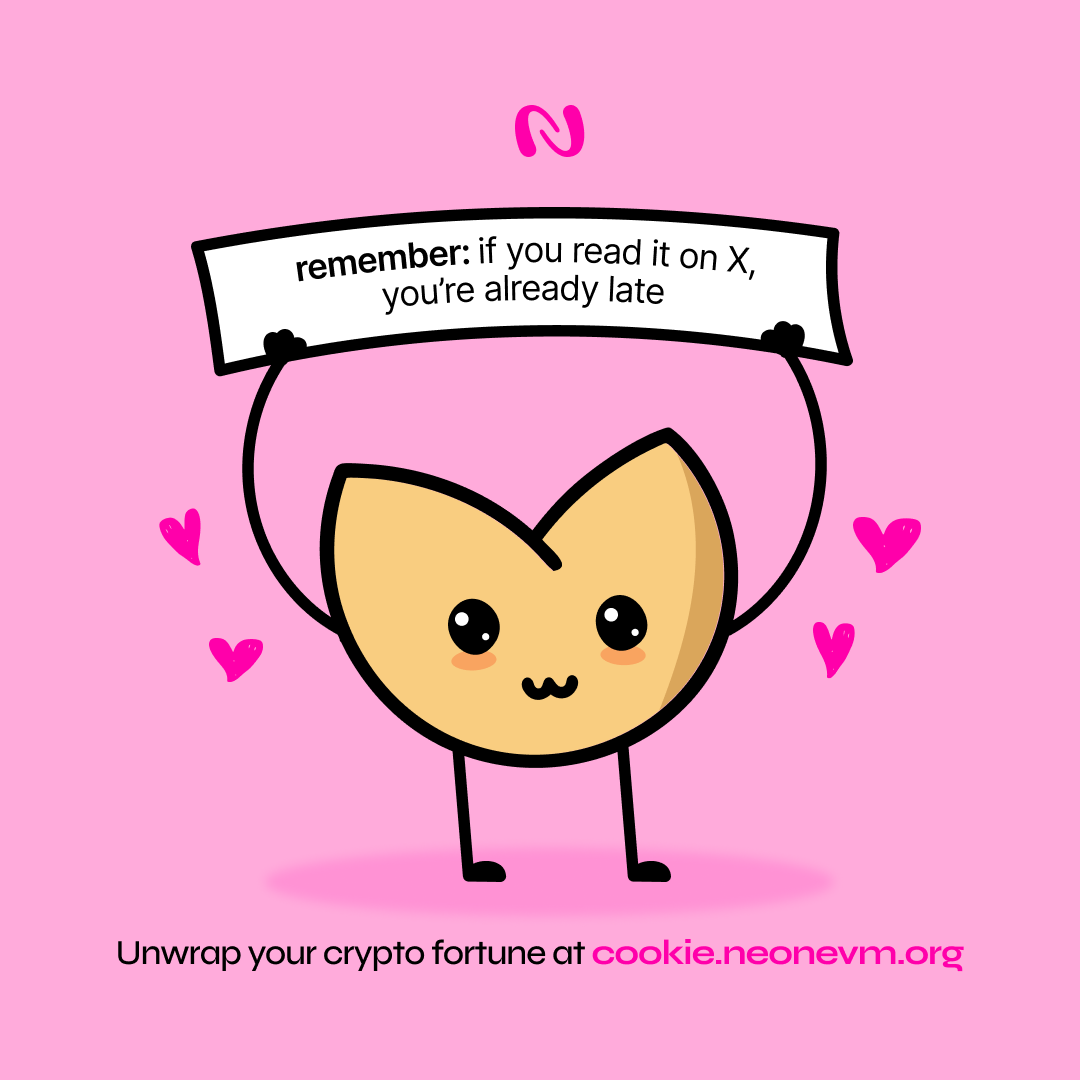 remember: if you read it on X,
you’re already late
Unwrap your crypto fortune at cookie.neonevm.org